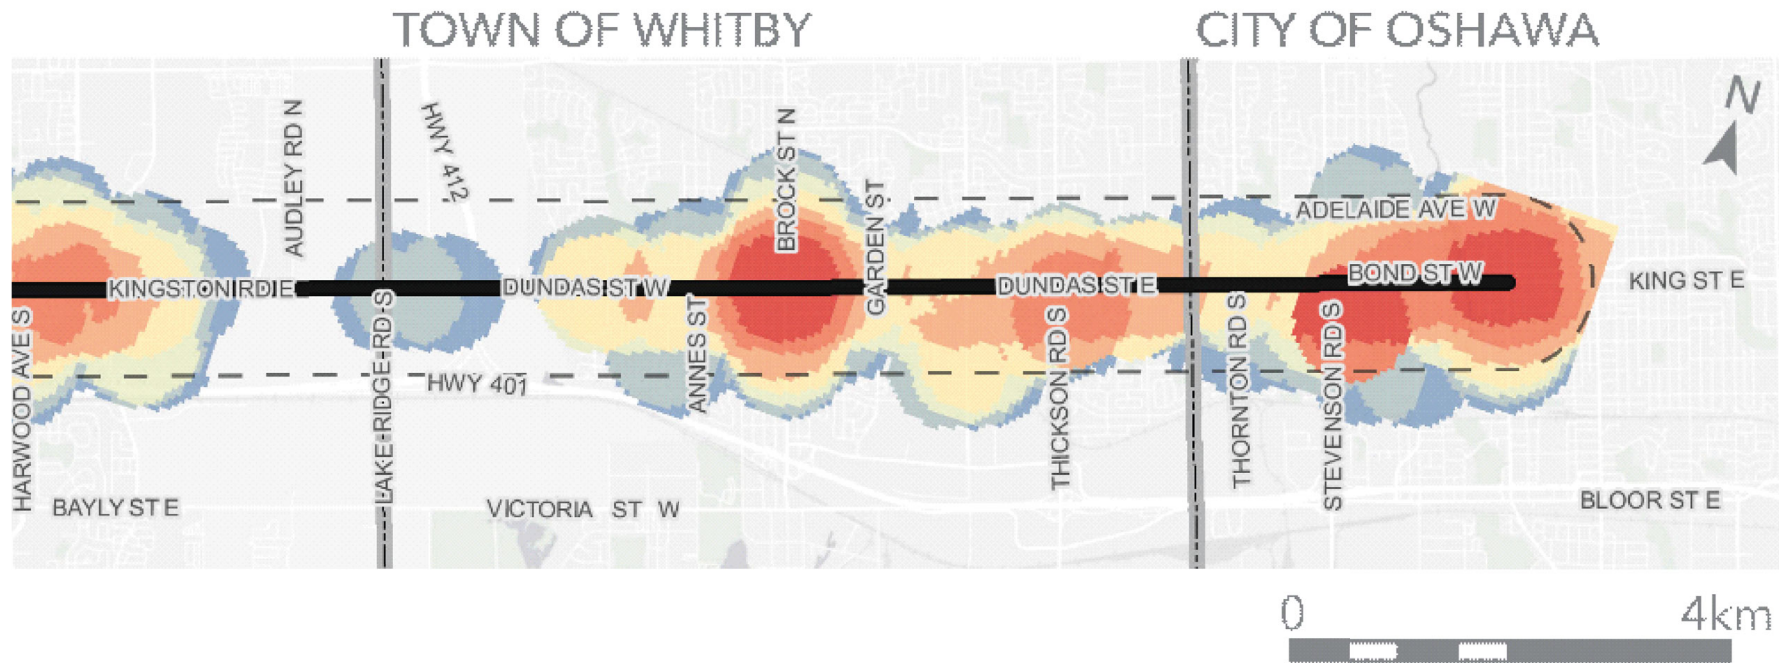 TOWN OF WHITBY
CITY OF OSHAWA
N
AUDLEY RD N
HWY 412
BROCK ST N
GARDEN ST
ADELAIDE AVE W
KINGSTON RD E
DUNDAS ST W
DUNDAS ST E
BOND ST W
KING ST E
HARWOOD AVE S
LAKE RIDGE RD S
HWY 401
ANNES ST
THICKSON RD S
THORNTON RD S
STEVENSON RD S
BAYLY ST E
VICTORIA ST W
BLOOR ST E
0
4km